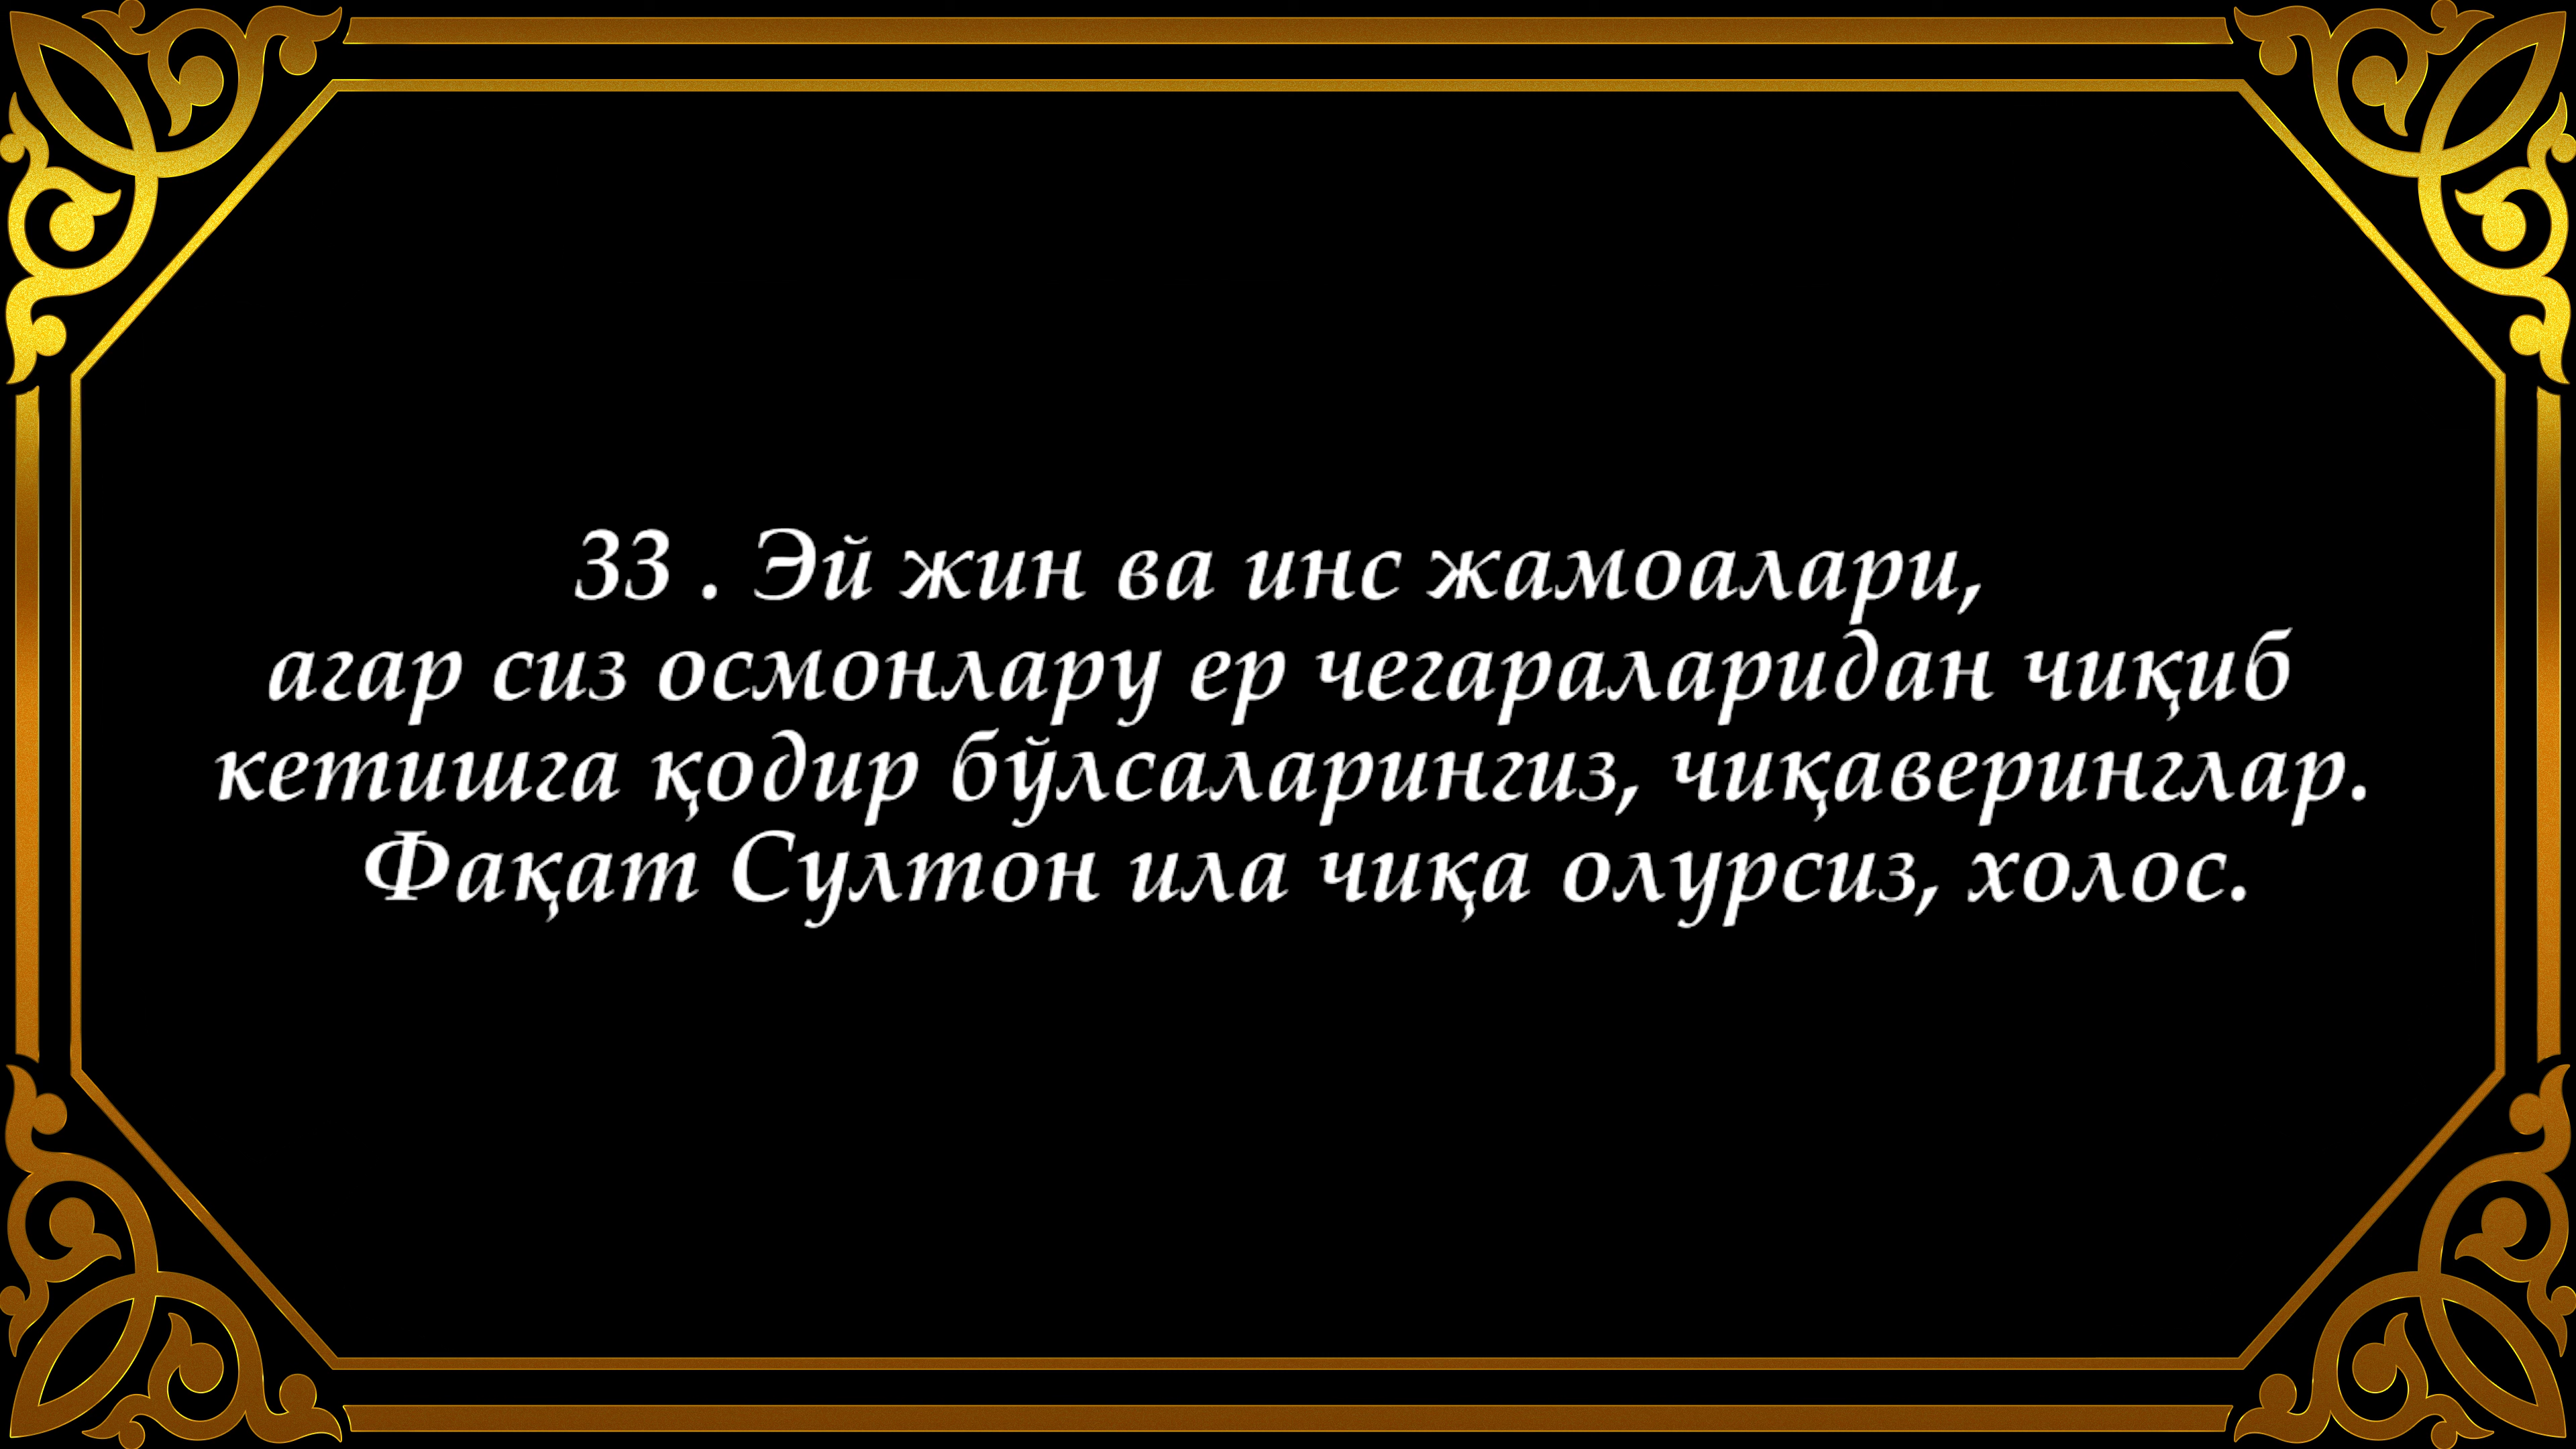 33 . Эй жин ва инс жамоалари,
агар сиз осмонлару ер чегараларидан чиқиб
кетишга қодир бўлсаларингиз, чиқаверинглар.
Фақат Султон ила чиқа олурсиз, холос.